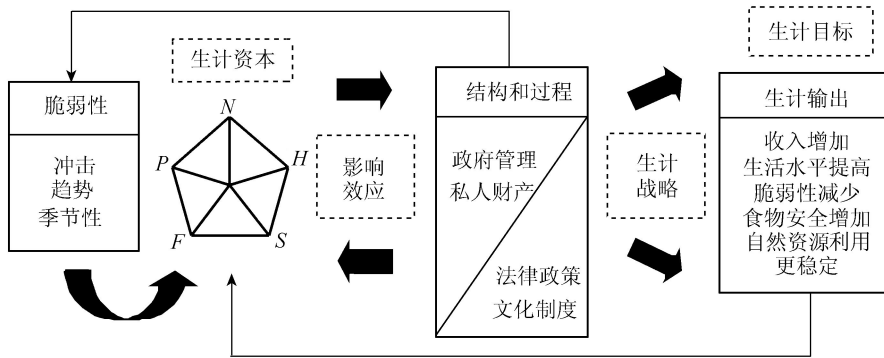 脆弱性
冲击
趋势
季节性
生计资本
N
P
H
F
S
影响
效应
结构和过程
政府管理
私人财产
法律政策
文化制度
生计
战略
生计目标
生计输出
收入增加
生活水平提高
脆弱性减少
食物安全增加
自然资源利用
更稳定